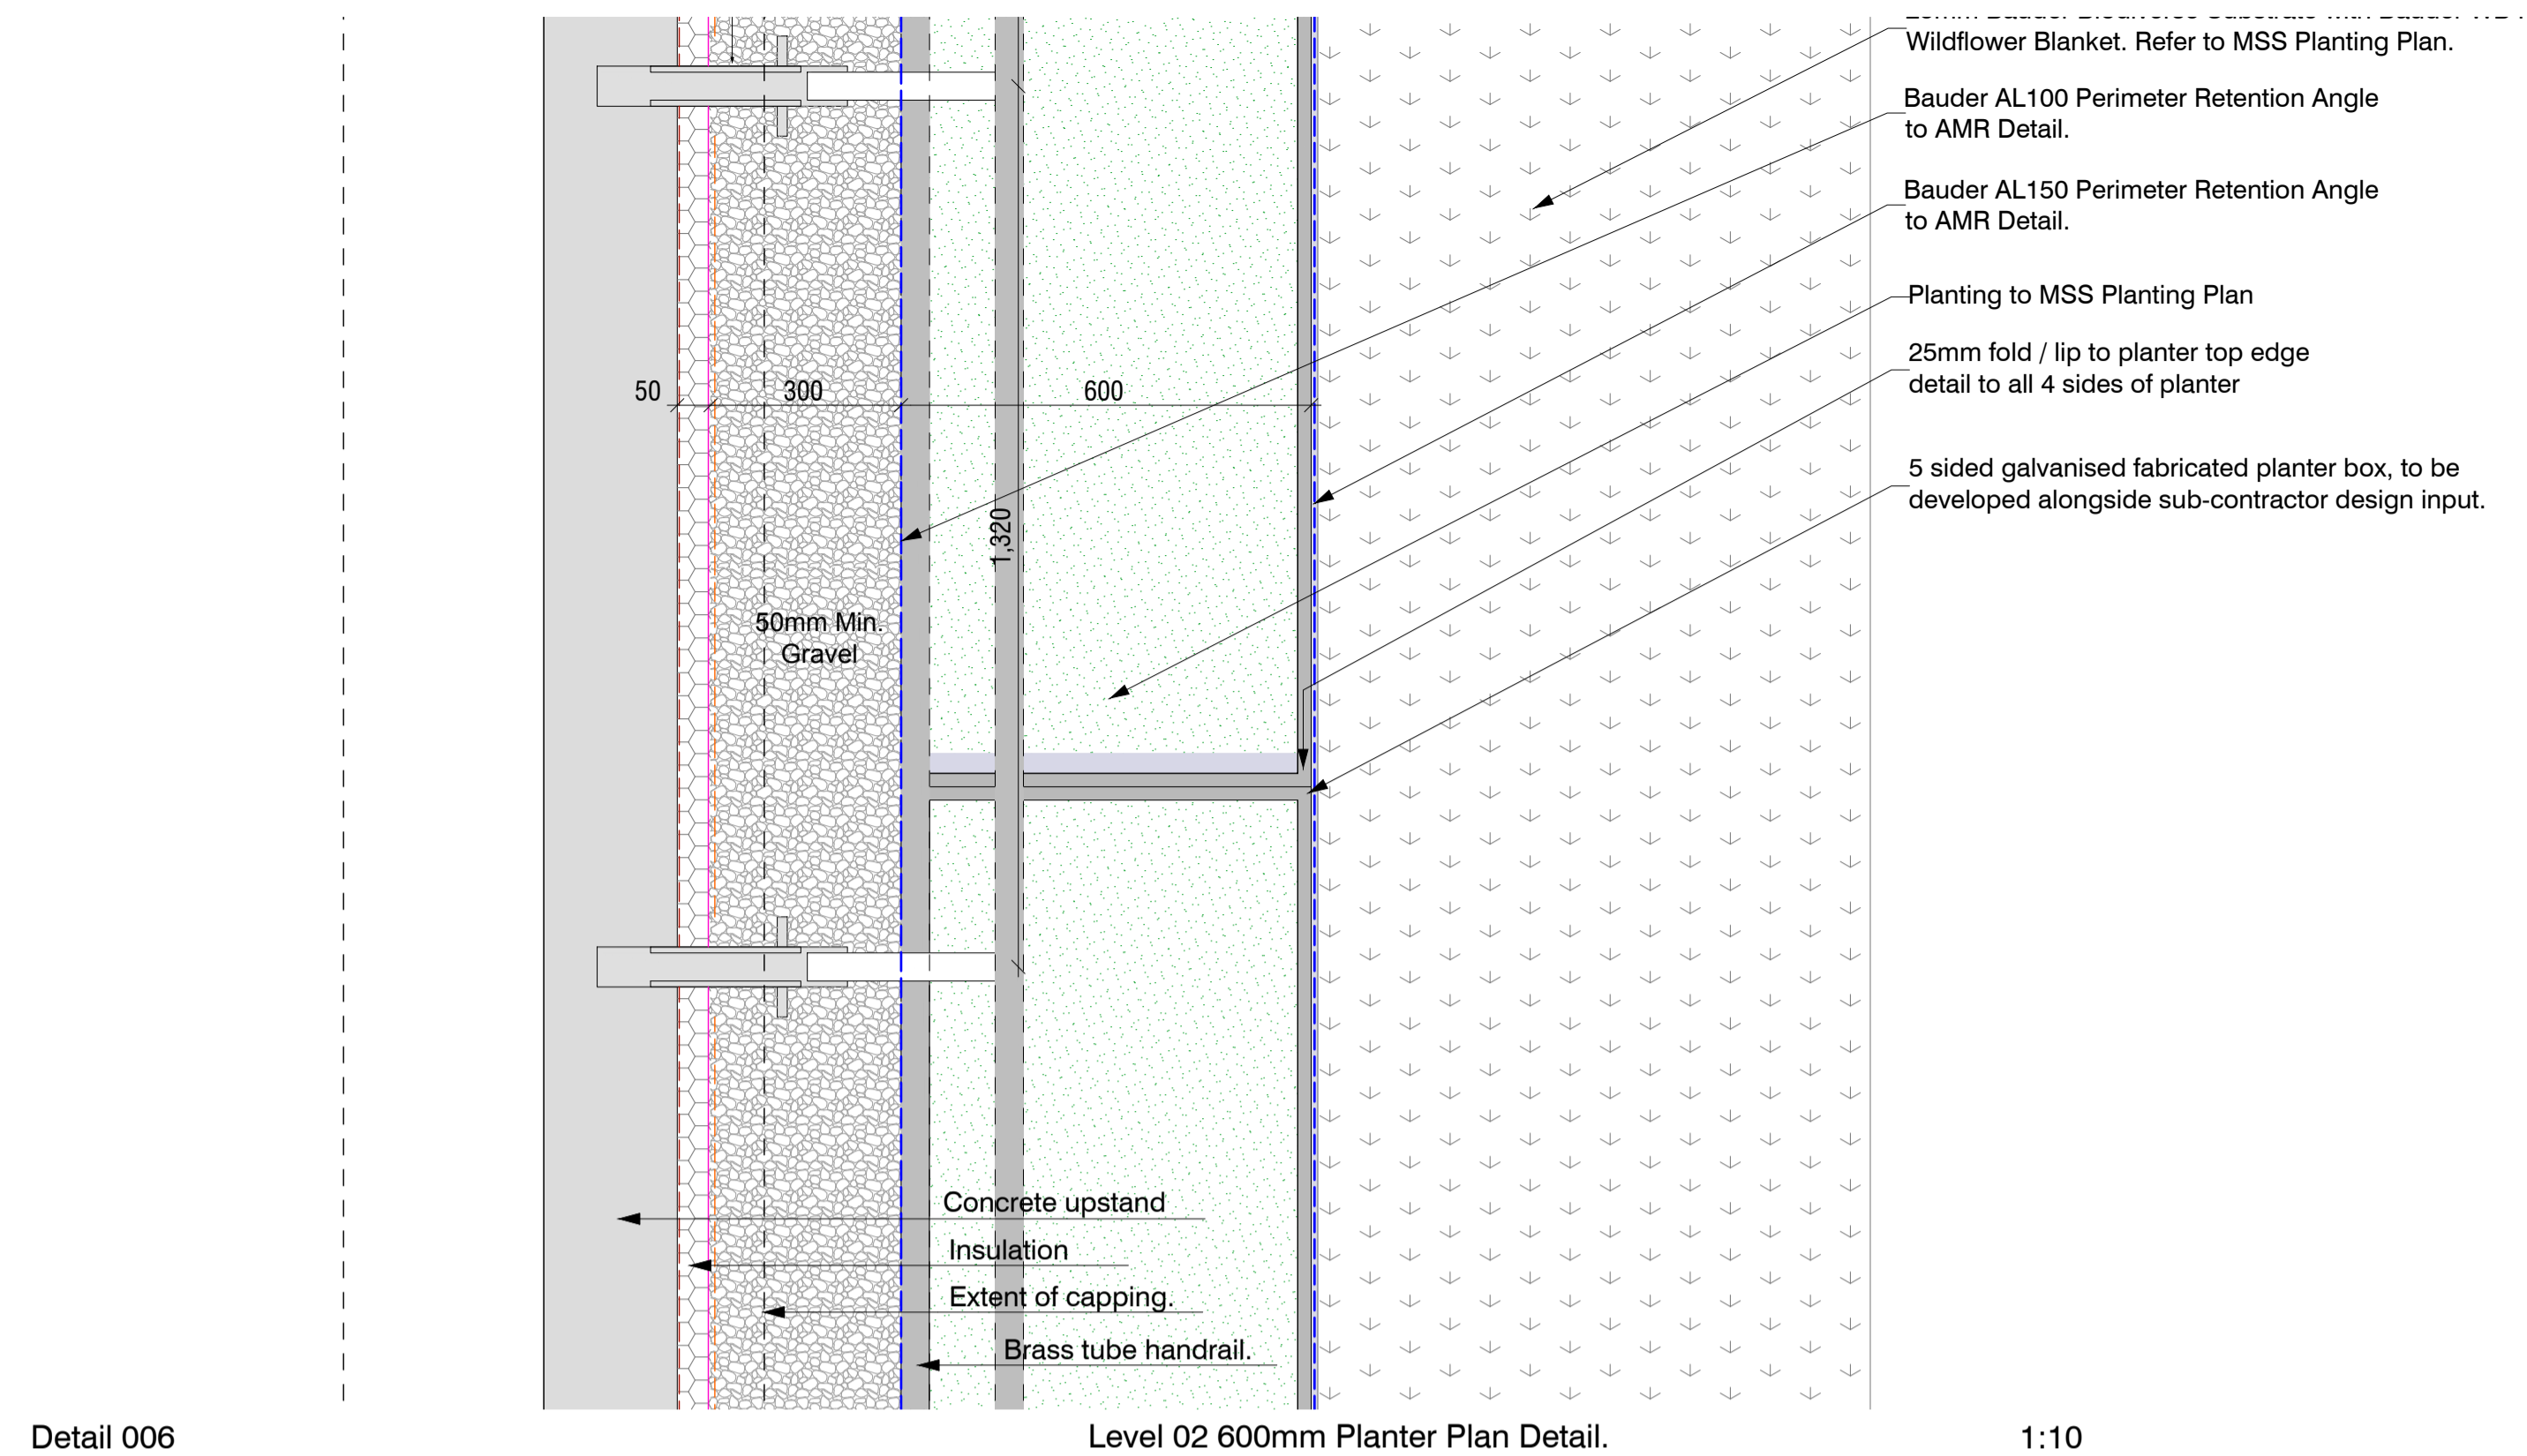 Wildflower Blanket. Refer to MSS Planting Plan.
Bauder AL100 Perimeter Retention Angle
to AMR Detail.
Bauder AL150 Perimeter Retention Angle
to AMR Detail.
Planting to MSS Planting Plan
25mm fold / lip to planter top edge
detail to all 4 sides of planter
50
300
600
5 sided galvanised fabricated planter box, to be
developed alongside sub-contractor design input.
1,320
50mm Min.
Gravel
Concrete upstand
Insulation
Extent of capping.
Brass tube handrail.
Detail 006
Level 02 600mm Planter Plan Detail.
1:10